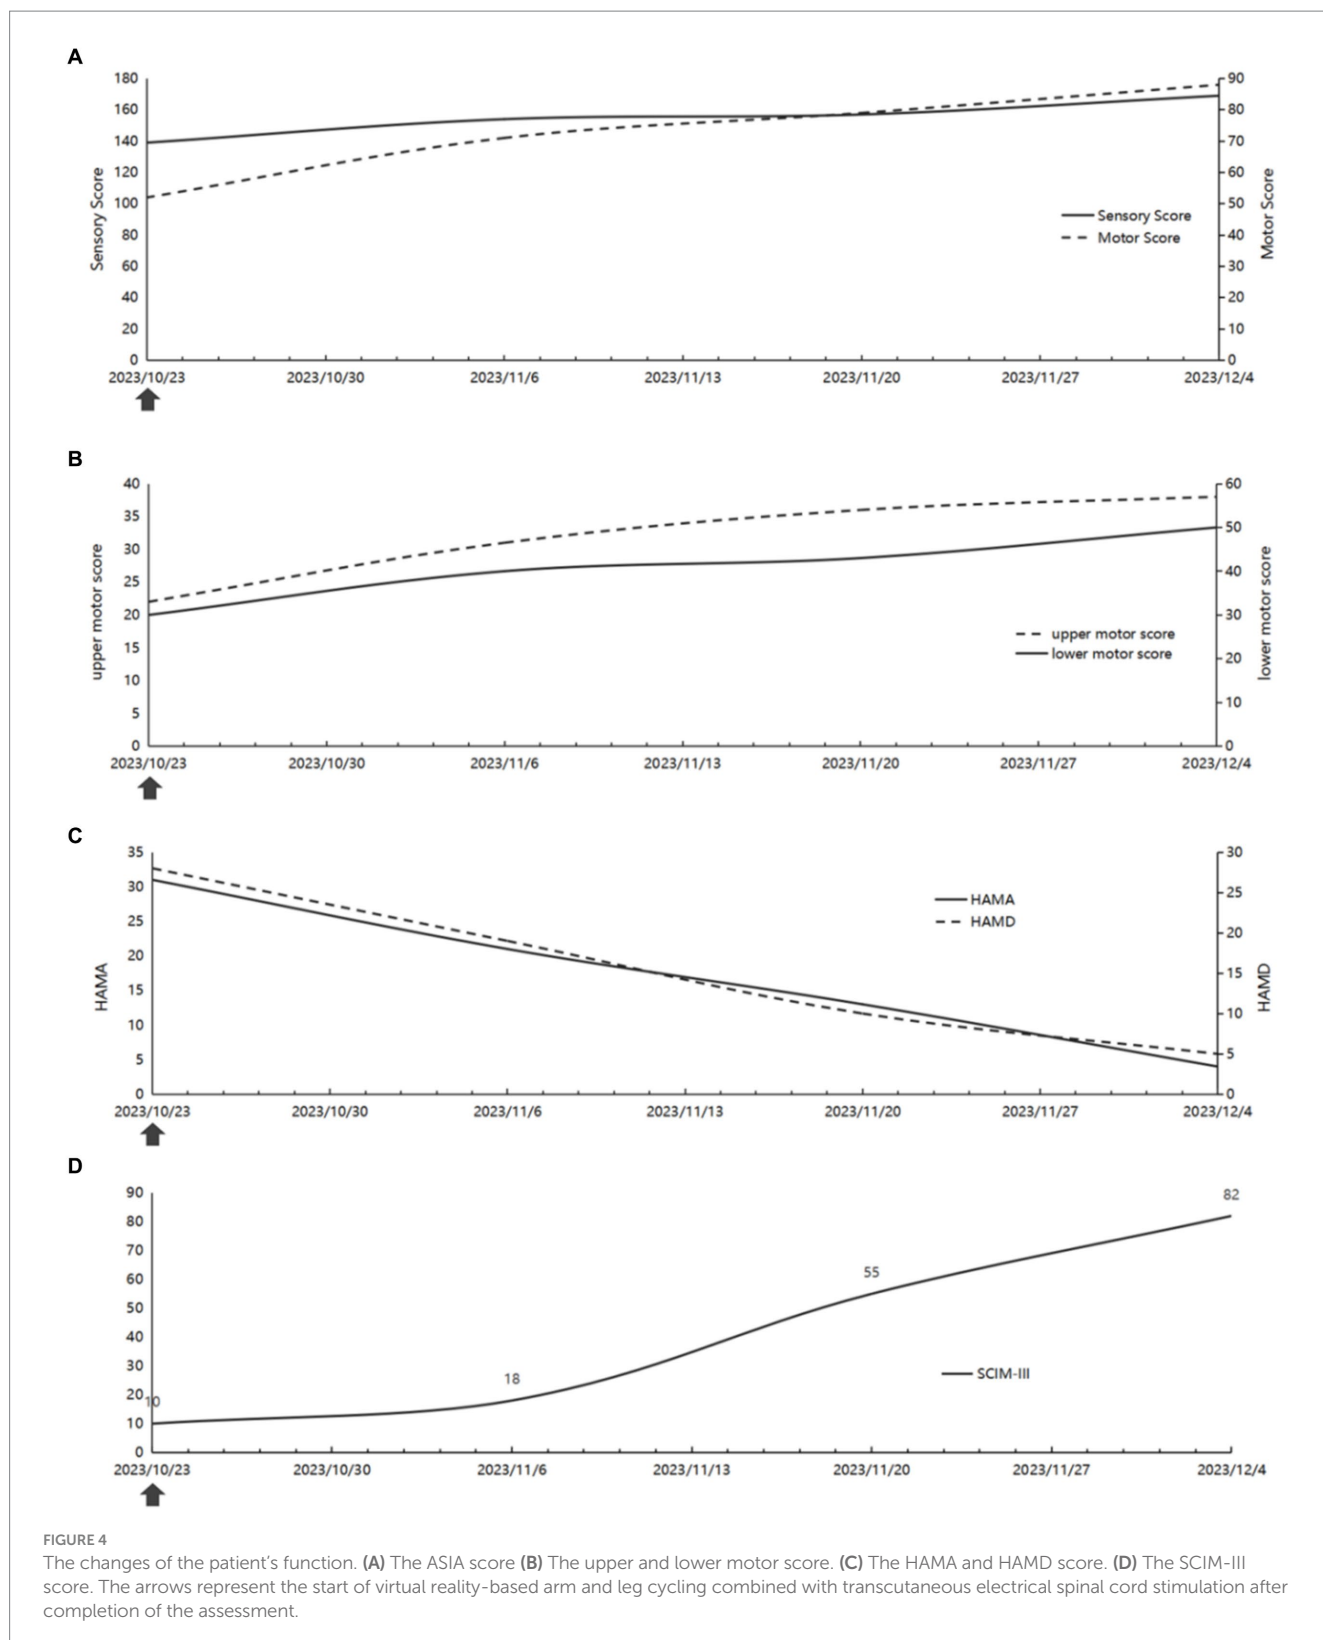 A
180
160
140
120
100
80
60
40
20
0
Sensory Score
90
80
70
60
50
40
30
20
10
0
Motor Score
Sensory Score
Motor Score
2023/10/23 2023/10/30 2023/11/6 2023/11/13 2023/11/20 2023/11/27 2023/12/4
B
40
35
30
25
20
15
10
5
0
upper motor score
60
50
40
30
20
10
0
lower motor score
upper motor score
lower motor score
2023/10/23 2023/10/30 2023/11/6 2023/11/13 2023/11/20 2023/11/27 2023/12/4
C
35
30
25
20
15
10
5
0
HAMA
30
25
20
15
10
5
0
HAMD
HAMA
HAMD
2023/10/23 2023/10/30 2023/11/6 2023/11/13 2023/11/20 2023/11/27 2023/12/4
D
90
80
70
60
50
40
30
20
10
0
10
18
55
82
SCIM-III
2023/10/23 2023/10/30 2023/11/6 2023/11/13 2023/11/20 2023/11/27 2023/12/4
FIGURE 4
The changes of the patient's function. (A) The ASIA score (B) The upper and lower motor score. (C) The HAMA and HAMD score. (D) The SCIM-III
score. The arrows represent the start of virtual reality-based arm and leg cycling combined with transcutaneous electrical spinal cord stimulation after
completion of the assessment.